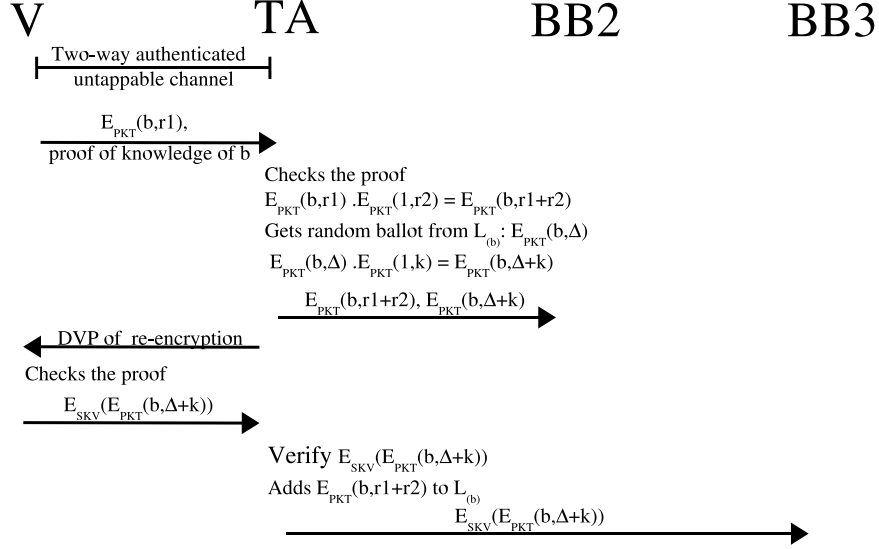 V TA BB2 BB3
Two-way authenticated
untappable channel
E_PKT(b,r1),
proof of knowledge of b
Checks the proof
E_PKT(b,r1) .E_PKT(1,r2) = E_PKT(b,r1+r2)
Gets random ballot from L_(b): E_PKT(b,Δ)
E_PKT(b,Δ) .E_PKT(1,k) = E_PKT(b,Δ+k)
E_PKT(b,r1+r2), E_PKT(b,Δ+k)
DVP of re-encryption
Checks the proof
E_SKV(E_PKT(b,Δ+k))
Verify E_SKV(E_PKT(b,Δ+k))
Adds E_PKT(b,r1+r2) to L_(b)
E_SKV(E_PKT(b,Δ+k))